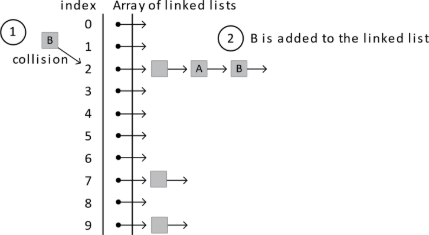 index Array of linked lists
0
1
B
1
collision
2
A
B
2
B is added to the linked list
3
4
5
6
7
8
9